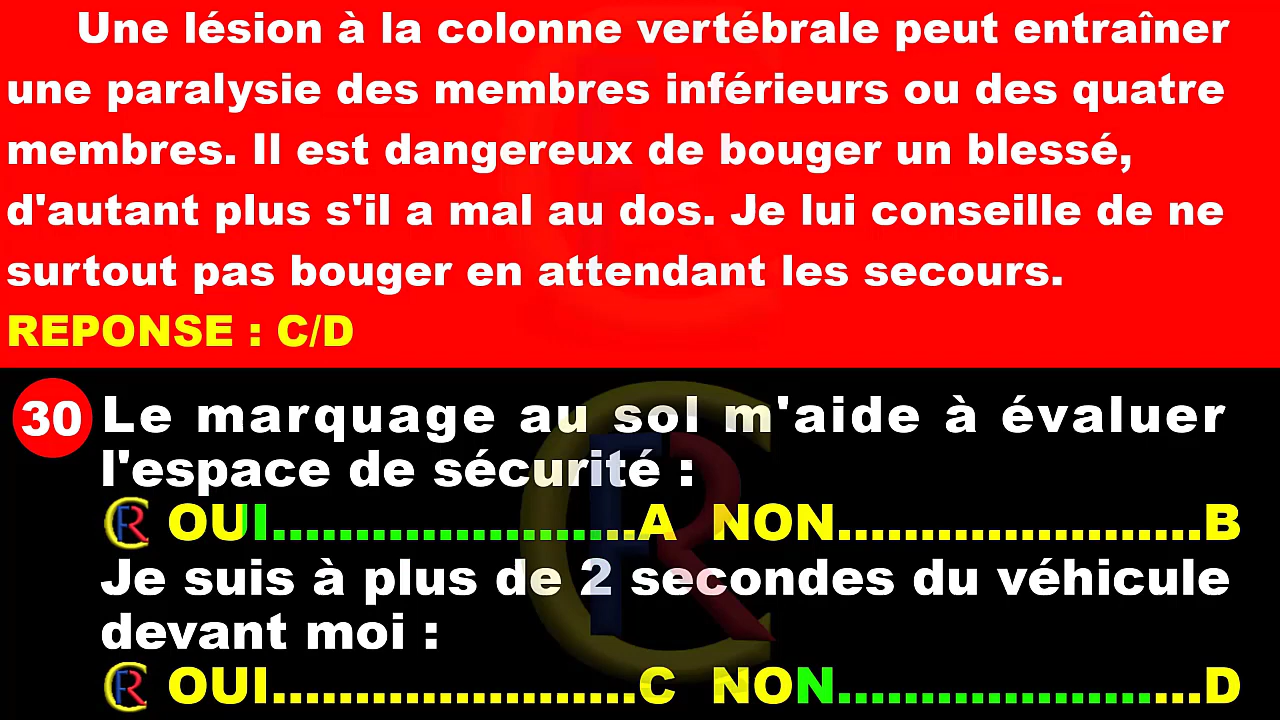 Une lésion à la colonne vertébrale peut entraîner
une paralysie des membres inférieurs ou des quatre
membres. Il est dangereux de bouger un blessé,
d'autant plus s'il a mal au dos. Je lui conseille de ne
surtout pas bouger en attendant les secours.
REPONSE : C/D
30 Le marquage au sol m'aide à évaluer
l'espace de sécurité :
CFR OUI......................A NON......................B
Je suis à plus de 2 secondes du véhicule
devant moi :
CFR OUI......................C NON......................D